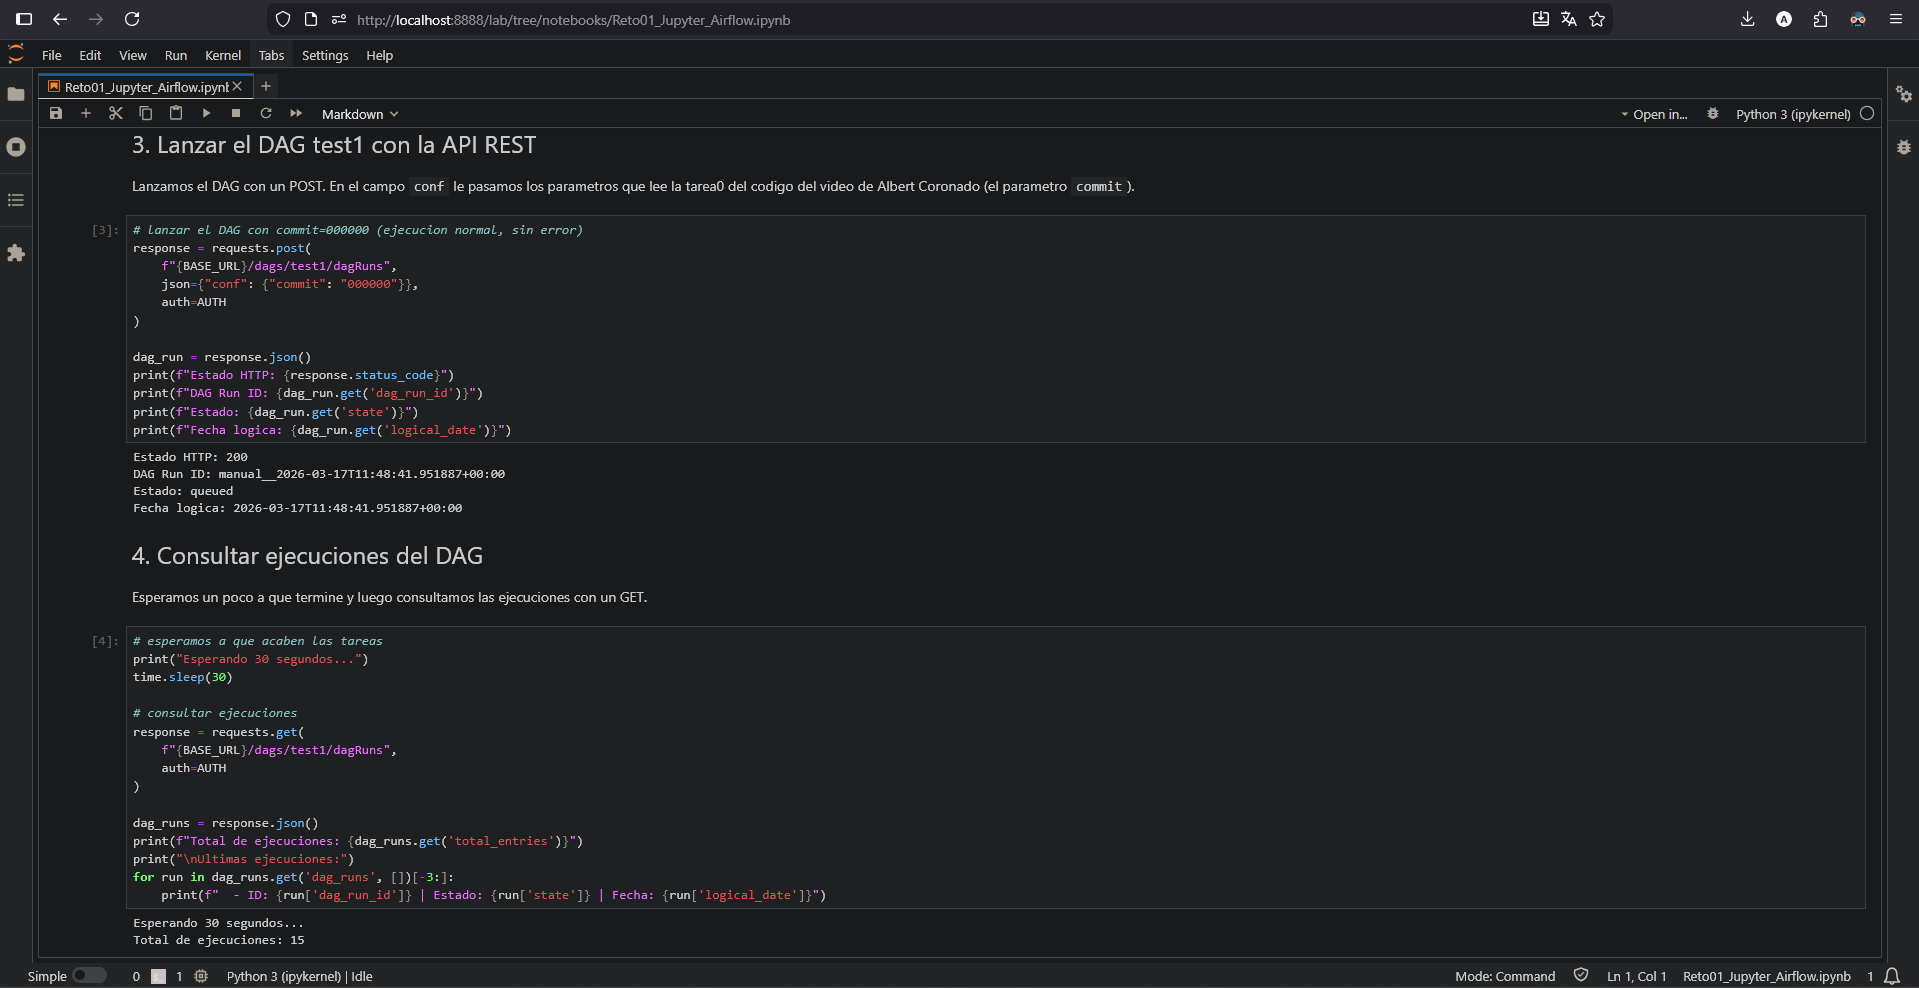 http://localhost:8888/lab/tree/notebooks/Reto01_Jupyter_Airflow.ipynb
File Edit View Run Kernel Tabs Settings Help
Reto01_Jupyter_Airflow.ipynb
Markdown
Open in...
Python 3 (ipykernel)
3. Lanzar el DAG test1 con la API REST
Lanzamos el DAG con un POST. En el campo conf le pasamos los parametros que lee la tarea0 del codigo del video de Albert Coronado (el parametro commit ).
[3]:
# lanzar el DAG con commit=000000 (ejecucion normal, sin error)
response = requests.post(
    f"{BASE_URL}/dags/test1/dagRuns",
    json={"conf": {"commit": "000000"}},
    auth=AUTH
)
dag_run = response.json()
print(f"Estado HTTP: {response.status_code}")
print(f"DAG Run ID: {dag_run.get('dag_run_id')}")
print(f"Estado: {dag_run.get('state')}")
print(f"Fecha logica: {dag_run.get('logical_date')}")
Estado HTTP: 200
DAG Run ID: manual__2026-03-17T11:48:41.951887+00:00
Estado: queued
Fecha logica: 2026-03-17T11:48:41.951887+00:00
4. Consultar ejecuciones del DAG
Esperamos un poco a que termine y luego consultamos las ejecuciones con un GET.
[4]:
# esperamos a que acaben las tareas
print("Esperando 30 segundos...")
time.sleep(30)
# consultar ejecuciones
response = requests.get(
    f"{BASE_URL}/dags/test1/dagRuns",
    auth=AUTH
)
dag_runs = response.json()
print(f"Total de ejecuciones: {dag_runs.get('total_entries')}")
print("\nUltimas ejecuciones:")
for run in dag_runs.get('dag_runs', [])[-3:]:
    print(f"  - ID: {run['dag_run_id']} | Estado: {run['state']} | Fecha: {run['logical_date']}")
Esperando 30 segundos...
Total de ejecuciones: 15
Simple 0 1 Python 3 (ipykernel) | Idle
Mode: Command Ln 1, Col 1 Reto01_Jupyter_Airflow.ipynb 1